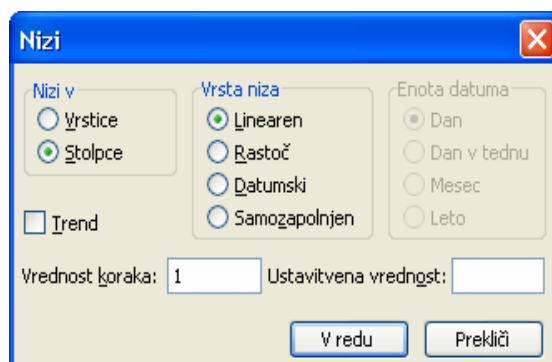 Nizi
Nizi v
Vrstice
Stolpce
Trend
Vrsta niza
Linearen
Rastoč
Datumski
Samozapolnjen
Enota datuma
Dan
Dan v tednu
Mesec
Leto
Vrednost koraka: 1 Ustavitvena vrednost:
V redu Prekliči